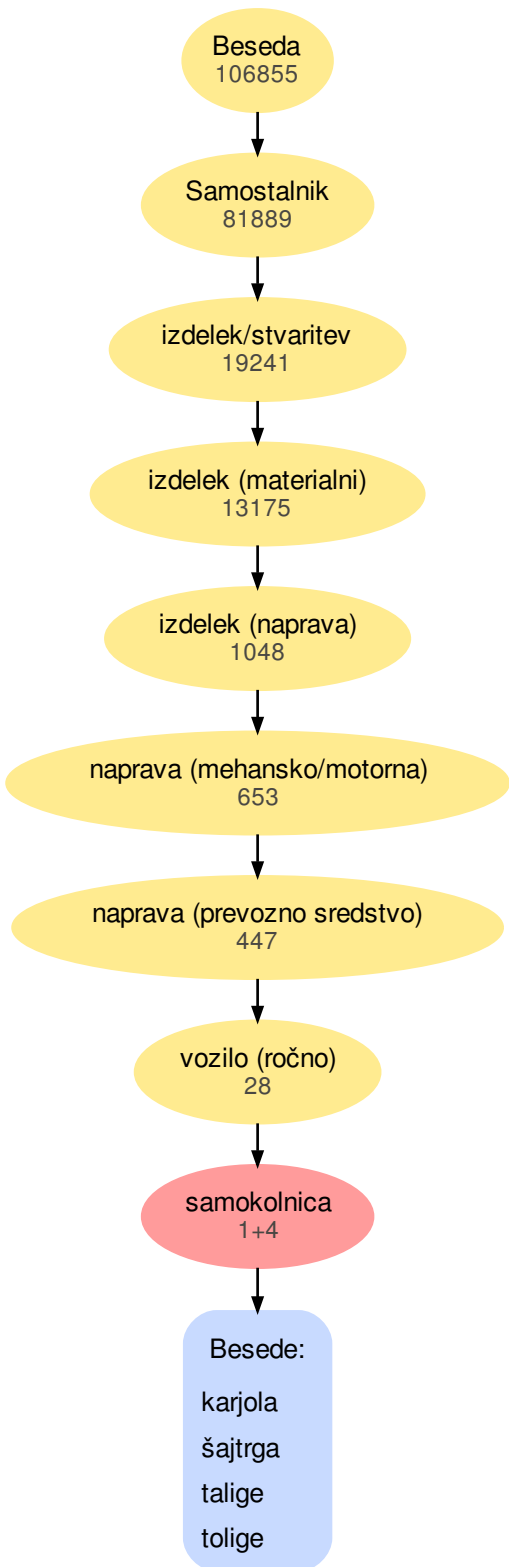 Beseda
106855
Samostalnik
81889
izdelek/stvaritev
19241
izdelek (materialni)
13175
izdelek (naprava)
1048
naprava (mehansko/motorna)
653
naprava (prevozno sredstvo)
447
vozilo (ročno)
28
samokolnica
1+4
Besede:
karjola
šajtrga
talige
tolige